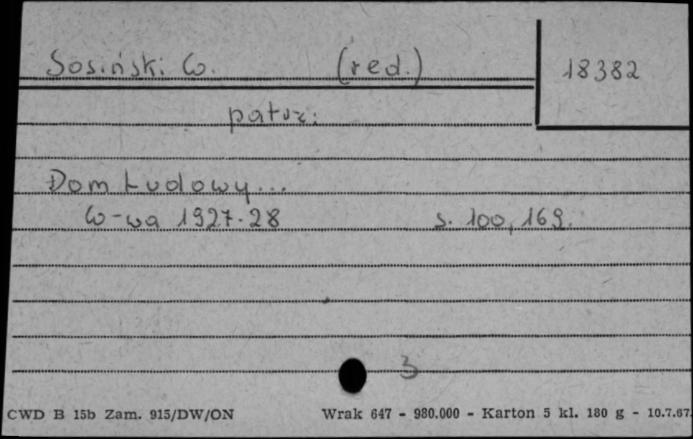 Sosiński W. (red.) 18382
patrz:
Dom Ludowy...
W-wa 1927-28 s. 100, 169.
3
CWD B 15b Zam. 915/DW/ON Wrak 647 - 980.000 - Karton 5 kl. 180 g - 10.7.67